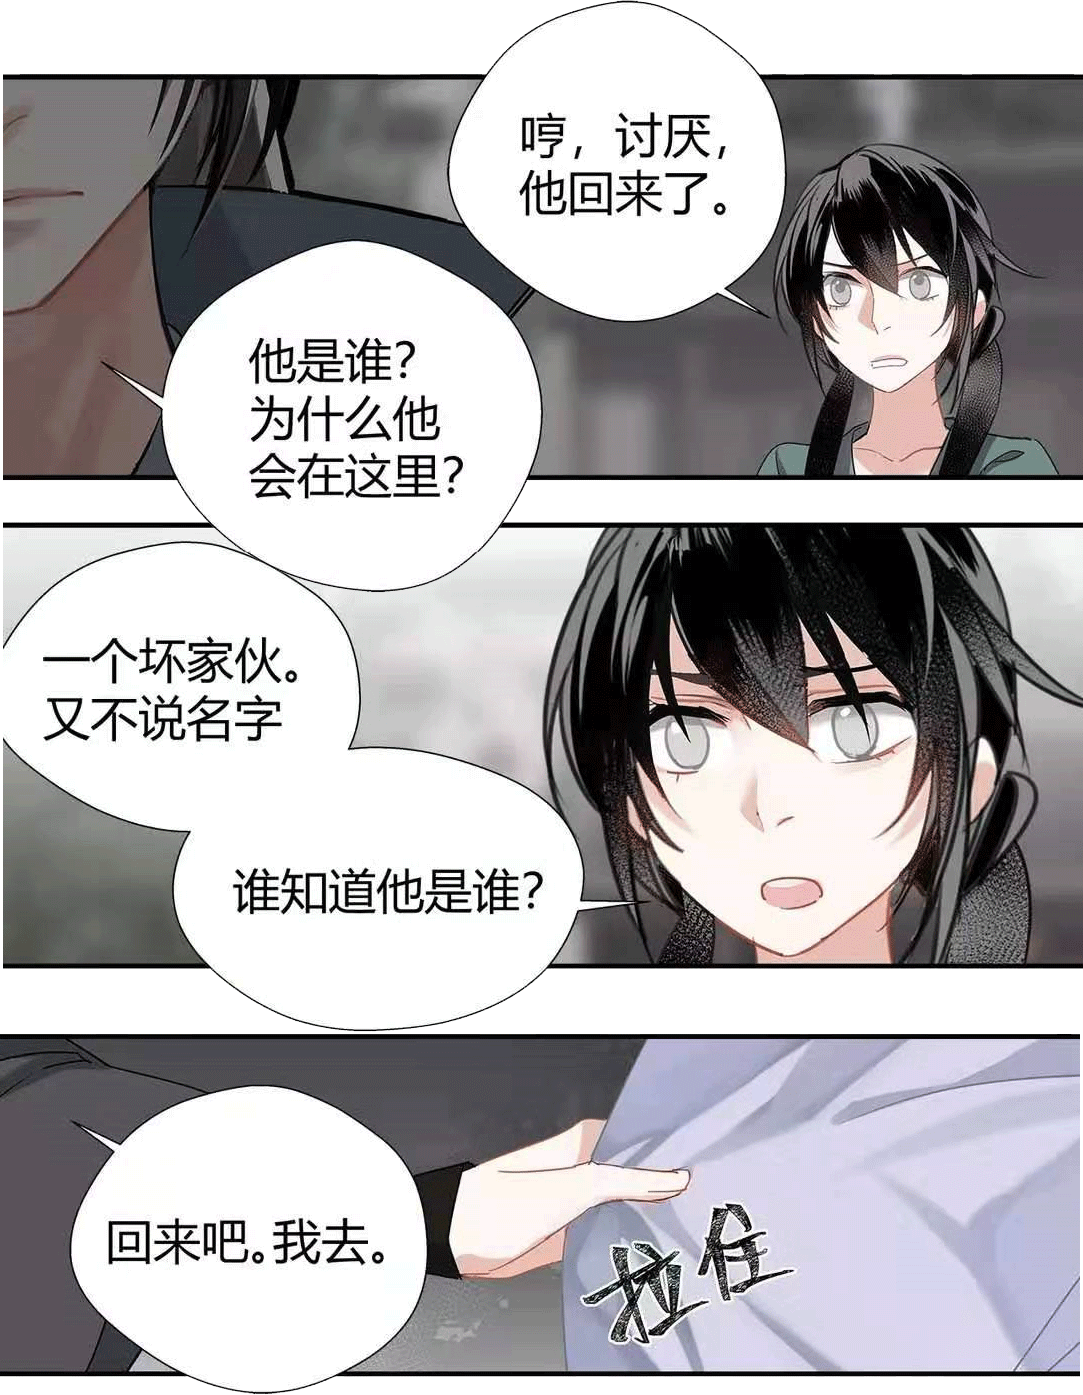 哼，讨厌，
他回来了。
他是谁？
为什么他
会在这里？
一个坏家伙。
又不说名字
谁知道他是谁？
回来吧。我去。
拉住